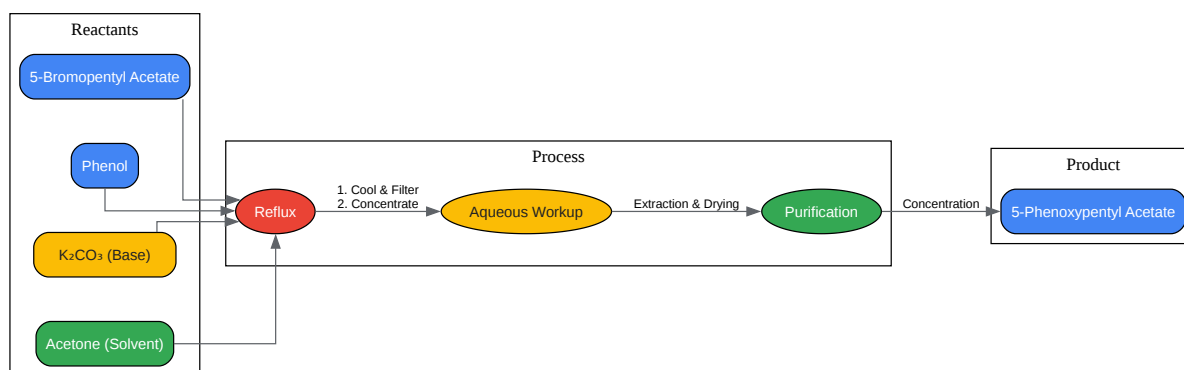 Reactants
5-Bromopentyl Acetate
Phenol
K₂CO₃ (Base)
Acetone (Solvent)
Process
Reflux
1. Cool & Filter
2. Concentrate
Aqueous Workup
Extraction & Drying
Purification
Concentration
Product
5-Phenoxypentyl Acetate